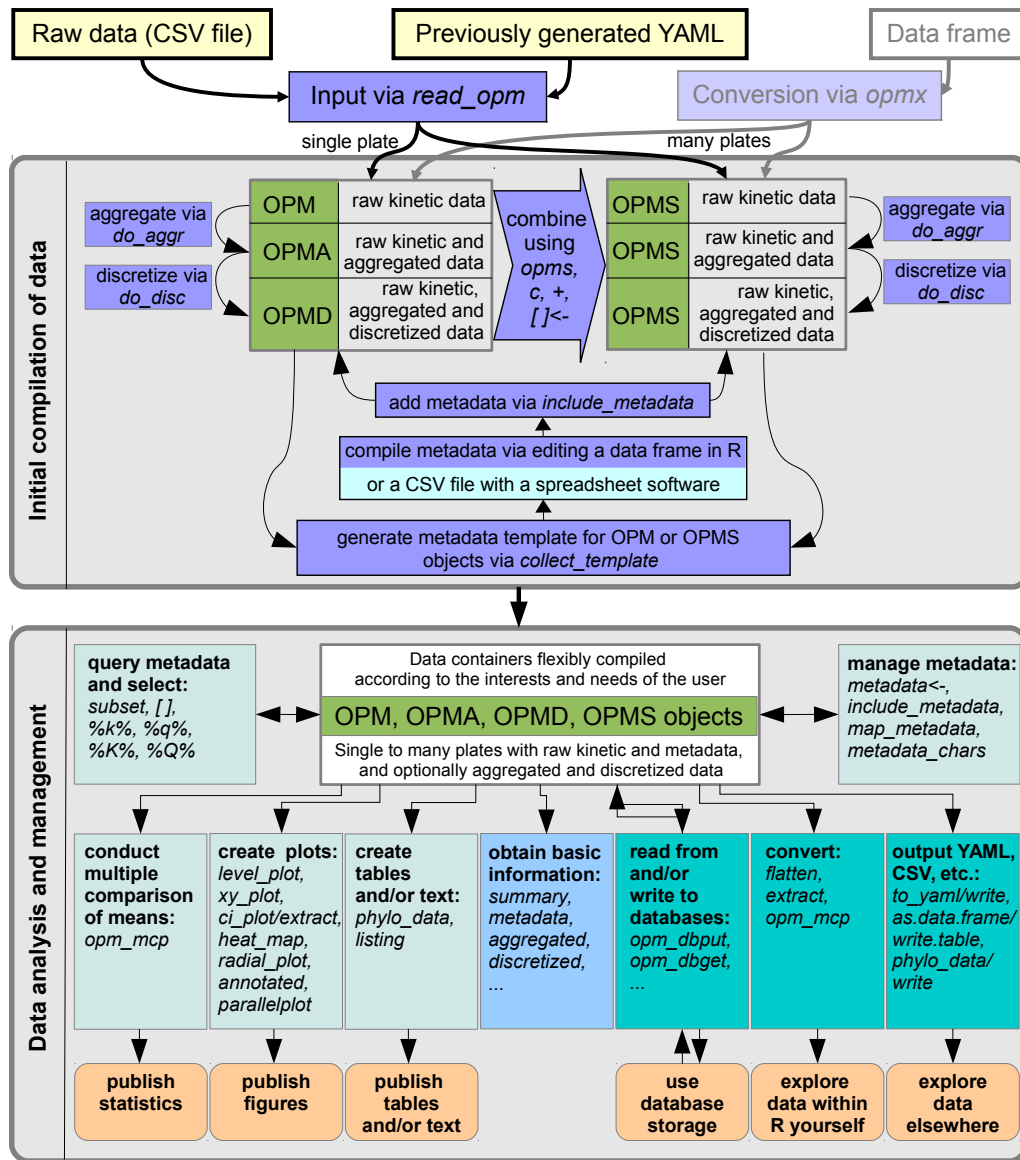 Raw data (CSV file)
Previously generated YAML
Data frame
Input via read_opm
Conversion via opmx
single plate
many plates
Initial compilation of data
aggregate via
do_aggr
discretize via
do_disc
OPM
raw kinetic data
OPMA
raw kinetic and
aggregated data
OPMD
raw kinetic,
aggregated and
discretized data
combine
using
opms,
c, +,
[ ]<-
OPMS
raw kinetic data
OPMS
raw kinetic and
aggregated data
OPMS
raw kinetic,
aggregated and
discretized data
aggregate via
do_aggr
discretize via
do_disc
add metadata via include_metadata
compile metadata via editing a data frame in R
or a CSV file with a spreadsheet software
generate metadata template for OPM or OPMS
objects via collect_template
Data analysis and management
query metadata
and select:
subset, [ ],
%k%, %q%,
%K%, %Q%
Data containers flexibly compiled
according to the interests and needs of the user
OPM, OPMA, OPMD, OPMS objects
Single to many plates with raw kinetic and metadata,
and optionally aggregated and discretized data
manage metadata:
metadata<-,
include_metadata,
map_metadata,
metadata_chars
conduct
multiple
comparison
of means:
opm_mcp
create plots:
level_plot,
xy_plot,
ci_plot/extract,
heat_map,
radial_plot,
annotated,
parallelplot
create
tables
and/or text:
phylo_data,
listing
obtain basic
information:
summary,
metadata,
aggregated,
discretized,
...
read from
and/or
write to
databases:
opm_dbput,
opm_dbget,
...
convert:
flatten,
extract,
opm_mcp
output YAML,
CSV, etc.:
to_yaml/write,
as.data.frame/
write.table,
phylo_data/
write
publish
statistics
publish
figures
publish
tables
and/or text
use
database
storage
explore
data within
R yourself
explore
data
elsewhere